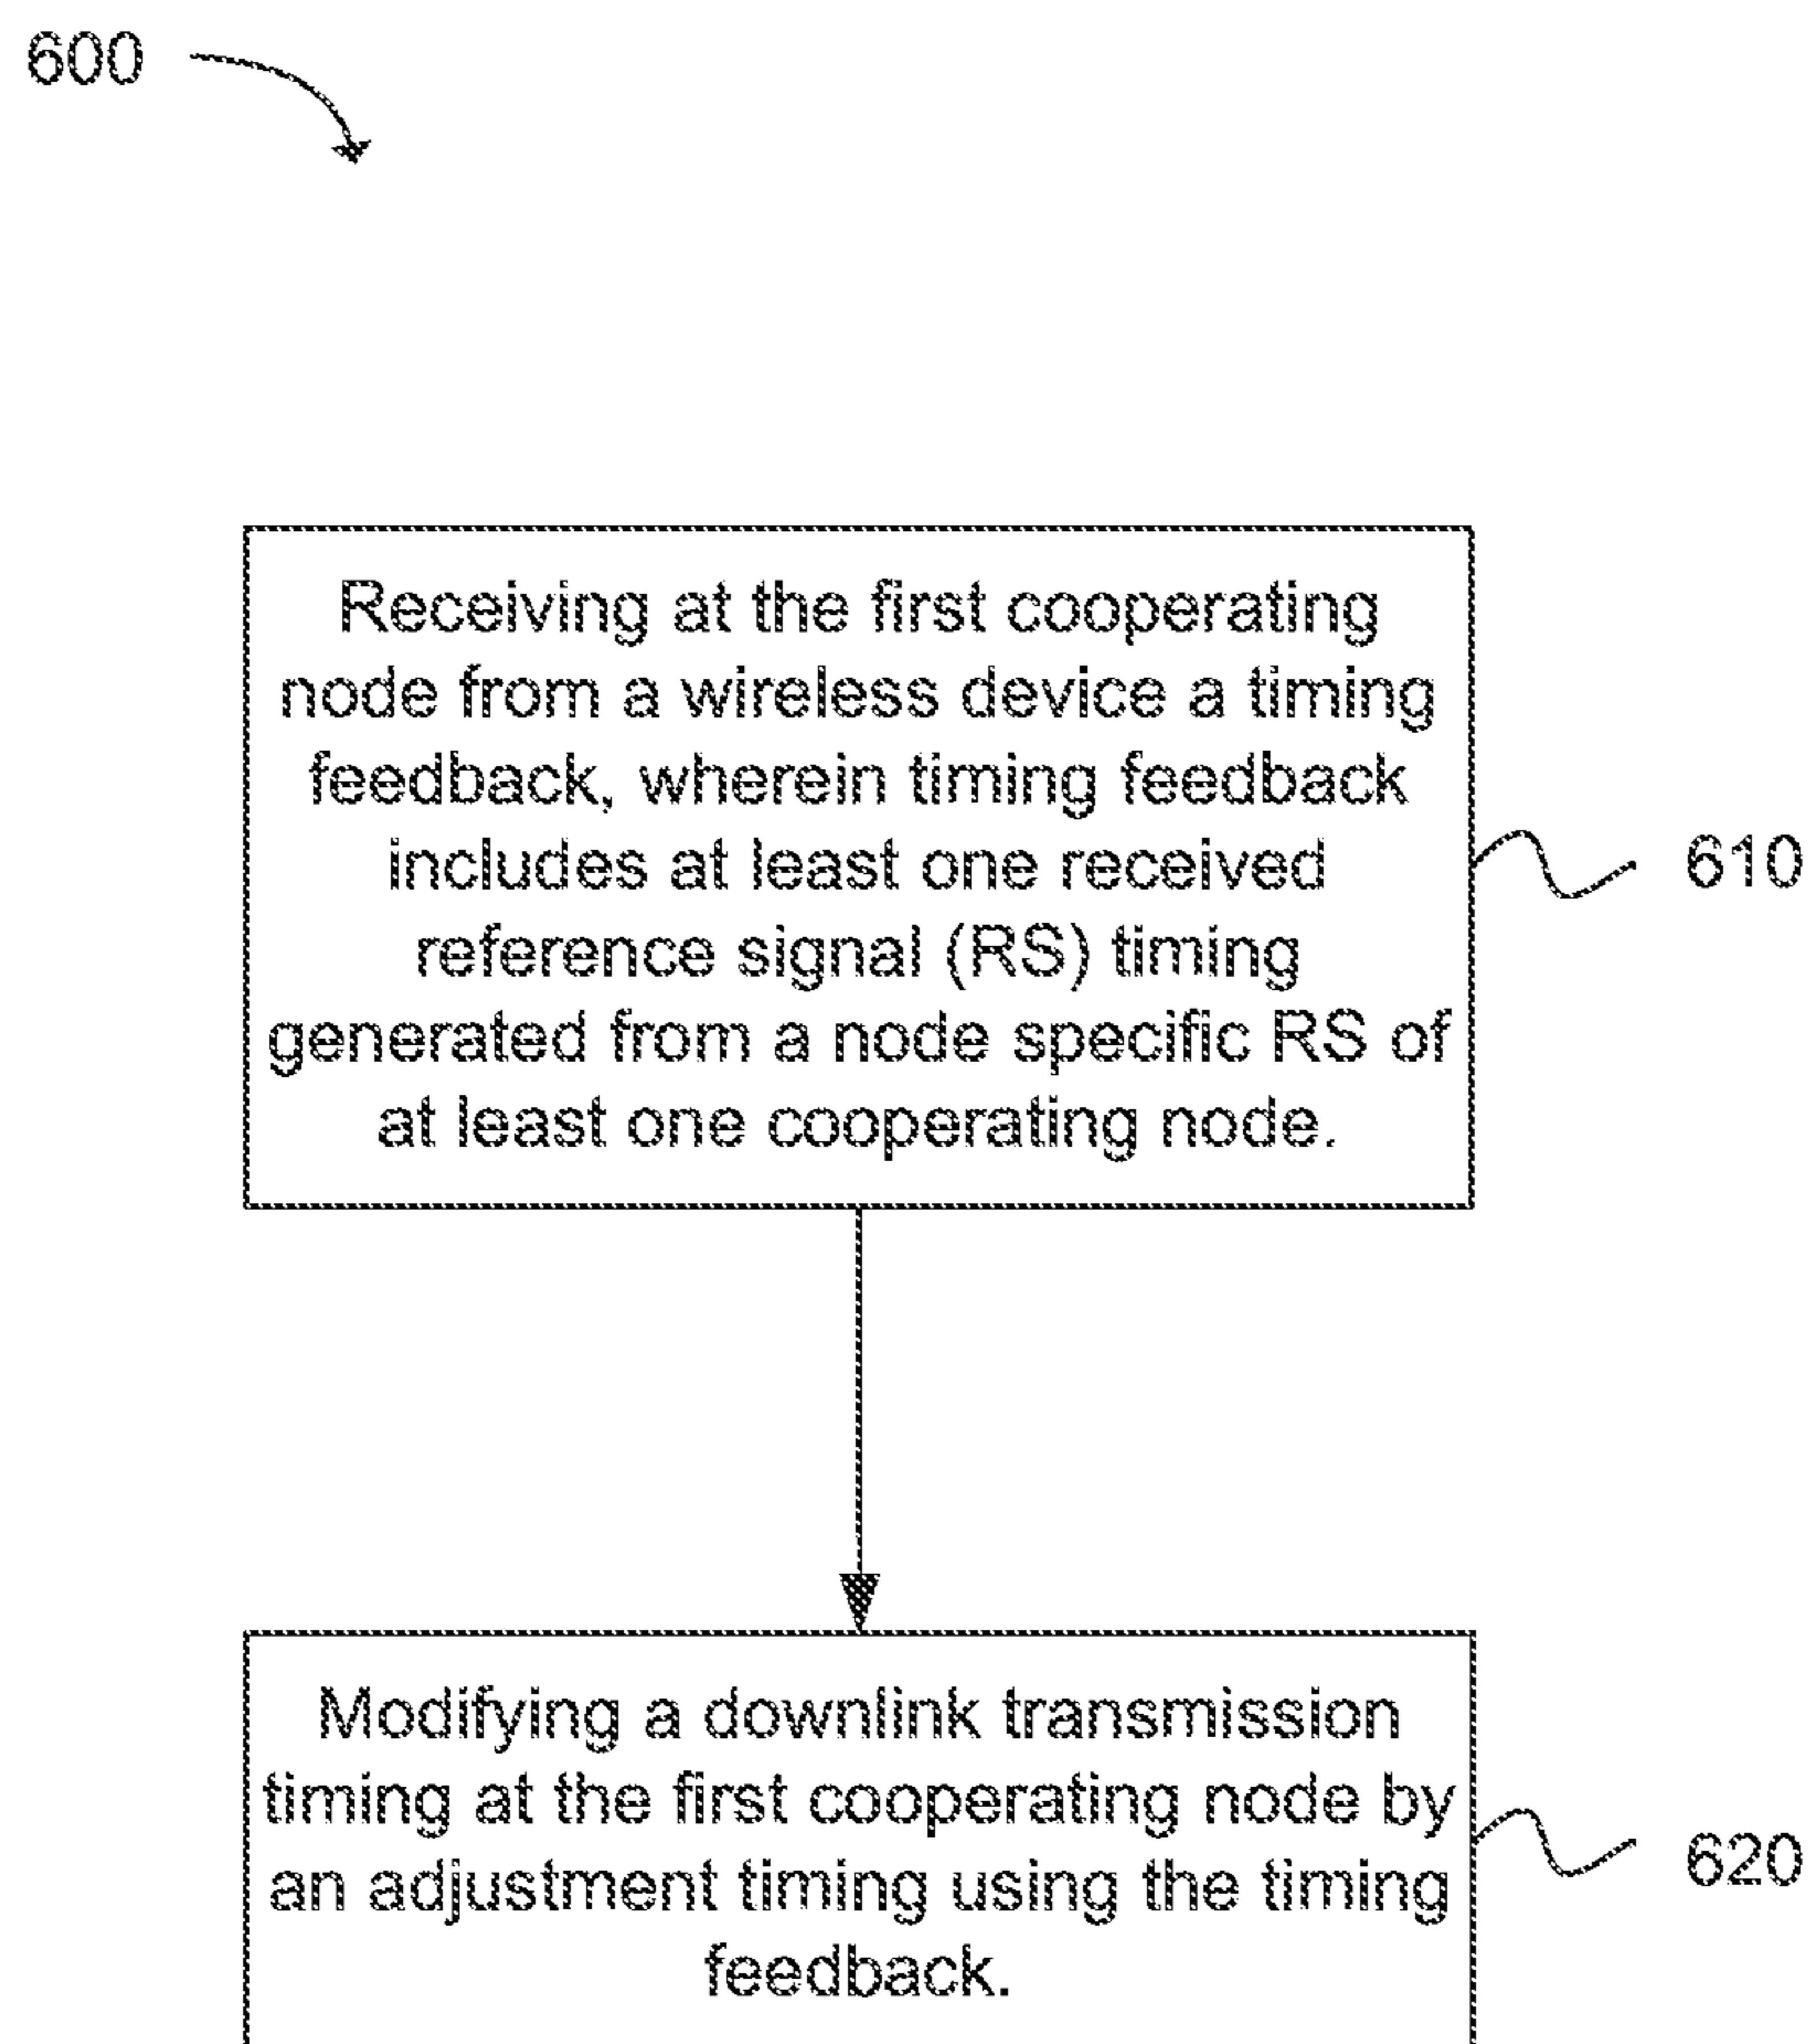 600
Receiving at the first cooperating
node from a wireless device a timing
feedback, wherein timing feedback
includes at least one received
reference signal (RS) timing
generated from a node specific RS of
at least one cooperating node.
610
Modifying a downlink transmission
timing at the first cooperating node by
an adjustment timing using the timing
feedback.
620